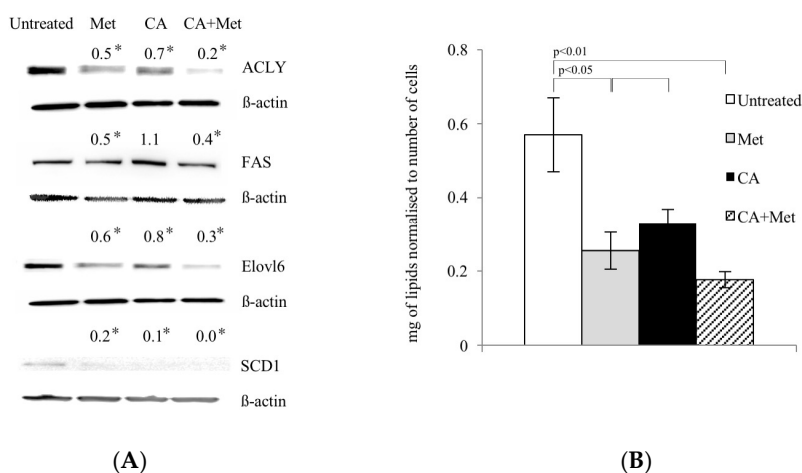 Untreated Met CA CA+Met
0.5* 0.7* 0.2*
ACLY
ß-actin
0.5* 1.1 0.4*
FAS
ß-actin
0.6* 0.8* 0.3*
Elovl6
ß-actin
0.2* 0.1* 0.0*
SCD1
ß-actin
(A)
mg of lipids normalised to number of cells
0.8
0.6
0.4
0.2
0
p<0.01
p<0.05
Untreated
Met
CA
CA+Met
(B)